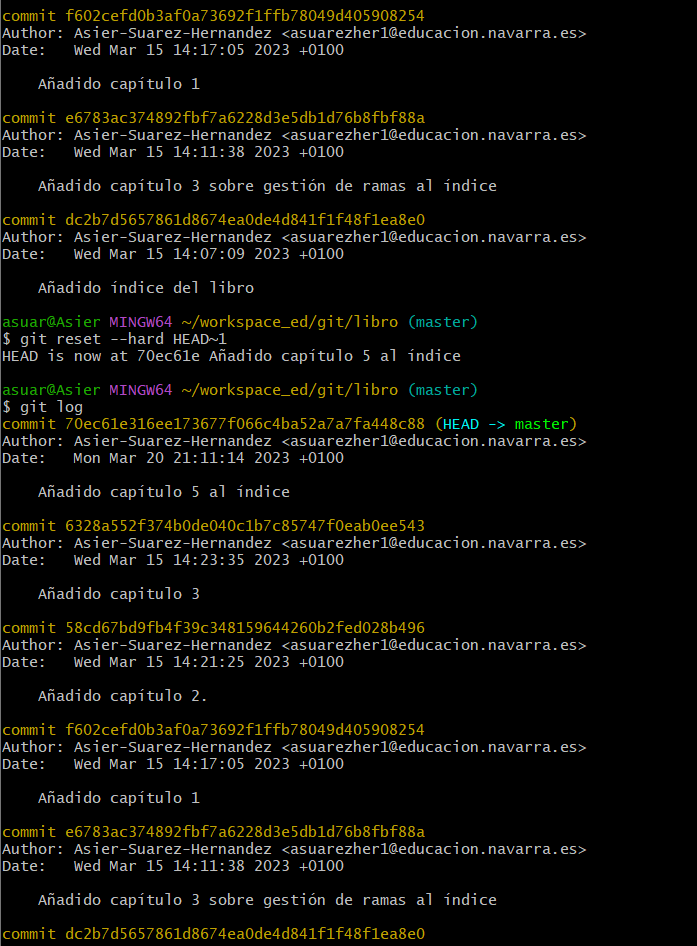 commit f602cefd0b3af0a73692f1ffb78049d405908254
Author: Asier-Suarez-Hernandez <asuarezher1@educacion.navarra.es>
Date:   Wed Mar 15 14:17:05 2023 +0100
    Añadido capítulo 1
commit e6783ac374892fbf7a6228d3e5db1d76b8fbf88a
Author: Asier-Suarez-Hernandez <asuarezher1@educacion.navarra.es>
Date:   Wed Mar 15 14:11:38 2023 +0100
    Añadido capítulo 3 sobre gestión de ramas al índice
commit dc2b7d5657861d8674ea0de4d841f1f48f1ea8e0
Author: Asier-Suarez-Hernandez <asuarezher1@educacion.navarra.es>
Date:   Wed Mar 15 14:07:09 2023 +0100
    Añadido índice del libro
asuar@Asier MINGW64 ~/workspace_ed/git/libro (master)
$ git reset --hard HEAD~1
HEAD is now at 70ec61e Añadido capítulo 5 al índice
asuar@Asier MINGW64 ~/workspace_ed/git/libro (master)
$ git log
commit 70ec61e316ee173677f066c4ba52a7a7fa448c88 (HEAD -> master)
Author: Asier-Suarez-Hernandez <asuarezher1@educacion.navarra.es>
Date:   Mon Mar 20 21:11:14 2023 +0100
    Añadido capítulo 5 al índice
commit 6328a552f374b0de040c1b7c85747f0eab0ee543
Author: Asier-Suarez-Hernandez <asuarezher1@educacion.navarra.es>
Date:   Wed Mar 15 14:23:35 2023 +0100
    Añadido capitulo 3
commit 58cd67bd9fb4f39c348159644260b2fed028b496
Author: Asier-Suarez-Hernandez <asuarezher1@educacion.navarra.es>
Date:   Wed Mar 15 14:21:25 2023 +0100
    Añadido capítulo 2.
commit f602cefd0b3af0a73692f1ffb78049d405908254
Author: Asier-Suarez-Hernandez <asuarezher1@educacion.navarra.es>
Date:   Wed Mar 15 14:17:05 2023 +0100
    Añadido capítulo 1
commit e6783ac374892fbf7a6228d3e5db1d76b8fbf88a
Author: Asier-Suarez-Hernandez <asuarezher1@educacion.navarra.es>
Date:   Wed Mar 15 14:11:38 2023 +0100
    Añadido capítulo 3 sobre gestión de ramas al índice
commit dc2b7d5657861d8674ea0de4d841f1f48f1ea8e0